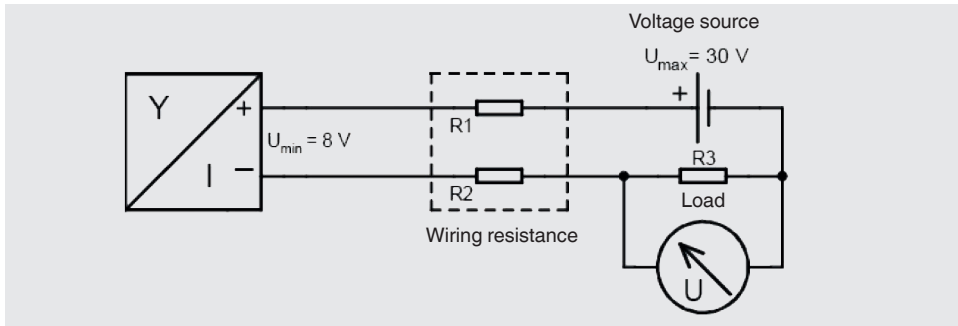 Voltage source
Umax= 30 V
+
Y
+
R1
Umin = 8 V
R3
I
−
R2
Load
Wiring resistance
U